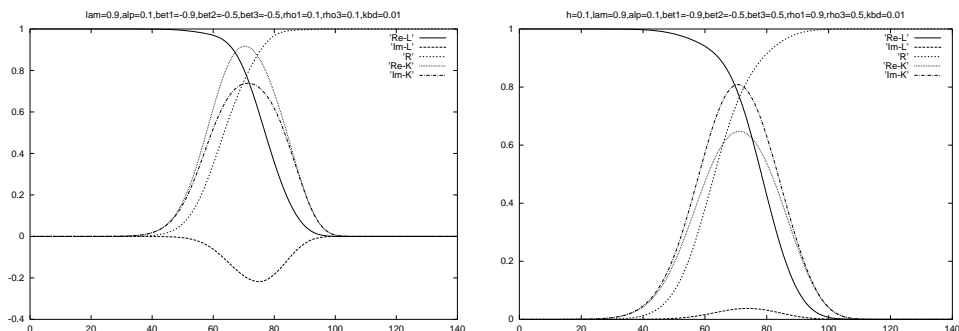 lam=0.9,alp=0.1,bet1=-0.9,bet2=-0.5,bet3=-0.5,rho1=0.1,rho3=0.1,kbd=0.01
1
0.8
0.6
0.4
0.2
0
-0.2
-0.4
0 20 40 60 80 100 120 140
'Re-L'
'Im-L'
'R'
'Re-K'
'Im-K'
h=0.1,lam=0.9,alp=0.1,bet1=-0.9,bet2=-0.5,bet3=0.5,rho1=0.9,rho3=0.5,kbd=0.01
1
0.8
0.6
0.4
0.2
0
0 20 40 60 80 100 120 140
'Re-L'
'Im-L'
'R'
'Re-K'
'Im-K'